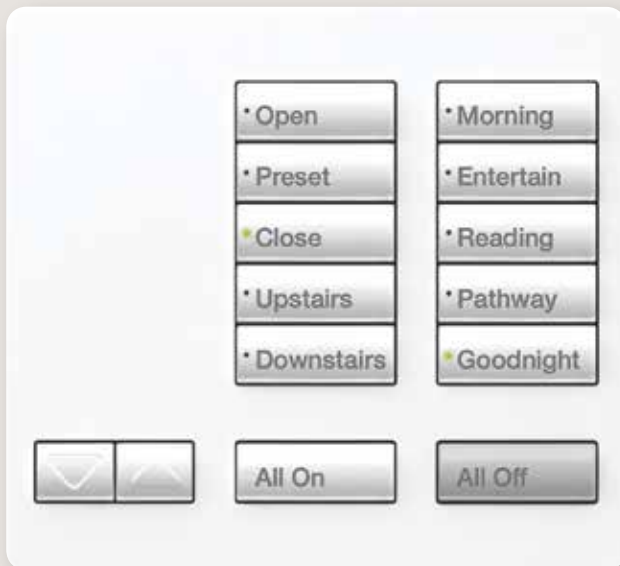 Open
Preset
Close
Upstairs
Downstairs
Morning
Entertain
Reading
Pathway
Goodnight
All On
All Off